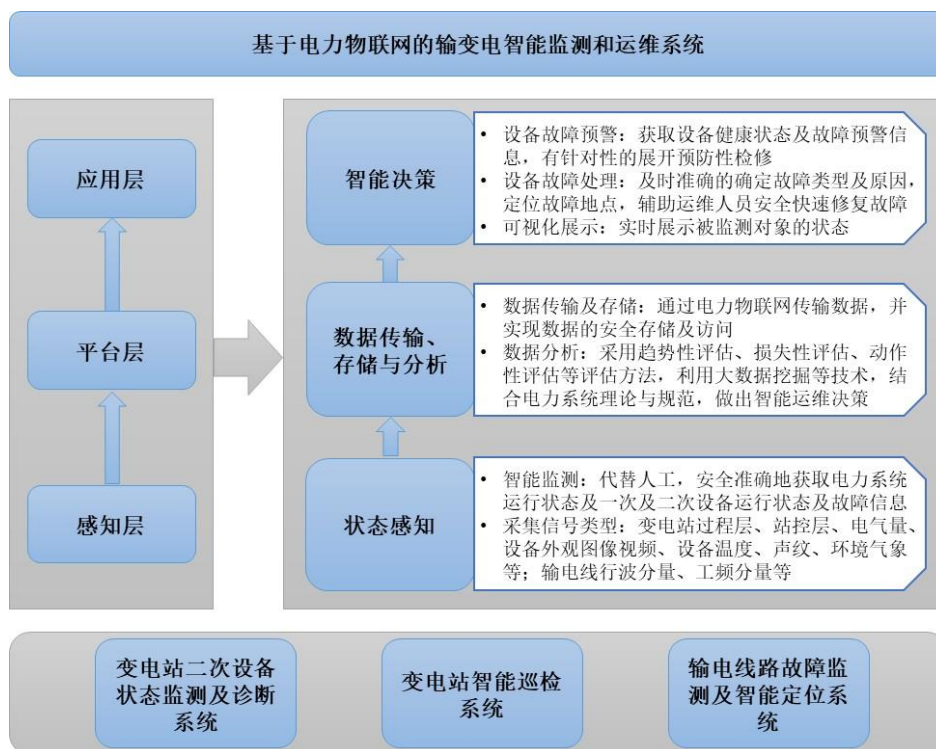 基于电力物联网的输变电智能监测和运维系统
应用层
平台层
感知层
智能决策
• 设备故障预警：获取设备健康状态及故障预警信
息，有针对性的展开预防性检修
• 设备故障处理：及时准确的确定故障类型及原因，
定位故障地点，辅助运维人员安全快速修复故障
• 可视化展示：实时展示被监测对象的状态
数据传输、
存储与分析
• 数据传输及存储：通过电力物联网传输数据，并
实现数据的安全存储及访问
• 数据分析：采用趋势性评估、损失性评估、动作
性评估等评估方法，利用大数据挖掘等技术，结
合电力系统理论与规范，做出智能运维决策
状态感知
• 智能监测：代替人工，安全准确地获取电力系统
运行状态及一次及二次设备运行状态及故障信息
• 采集信号类型：变电站过程层、站控层、电气量、
设备外观图像视频、设备温度、声纹、环境气象
等；输电线行波分量、工频分量等
变电站二次设备
状态监测及诊断
系统
变电站智能巡检
系统
输电线路故障监
测及智能定位系
统